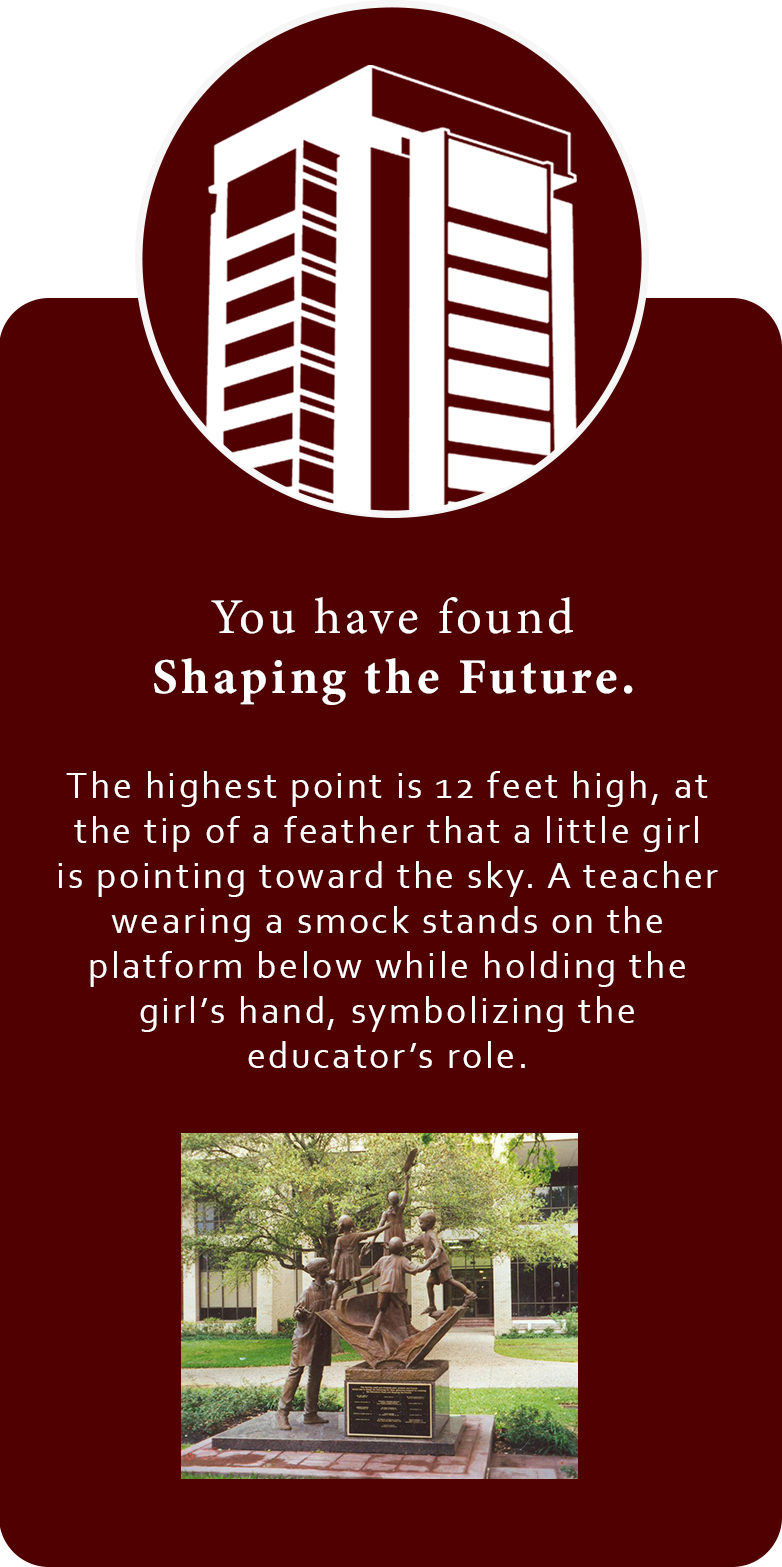 You have found
Shaping the Future.
The highest point is 12 feet high, at
the tip of a feather that a little girl
is pointing toward the sky. A teacher
wearing a smock stands on the
platform below while holding the
girl’s hand, symbolizing the
educator’s role.